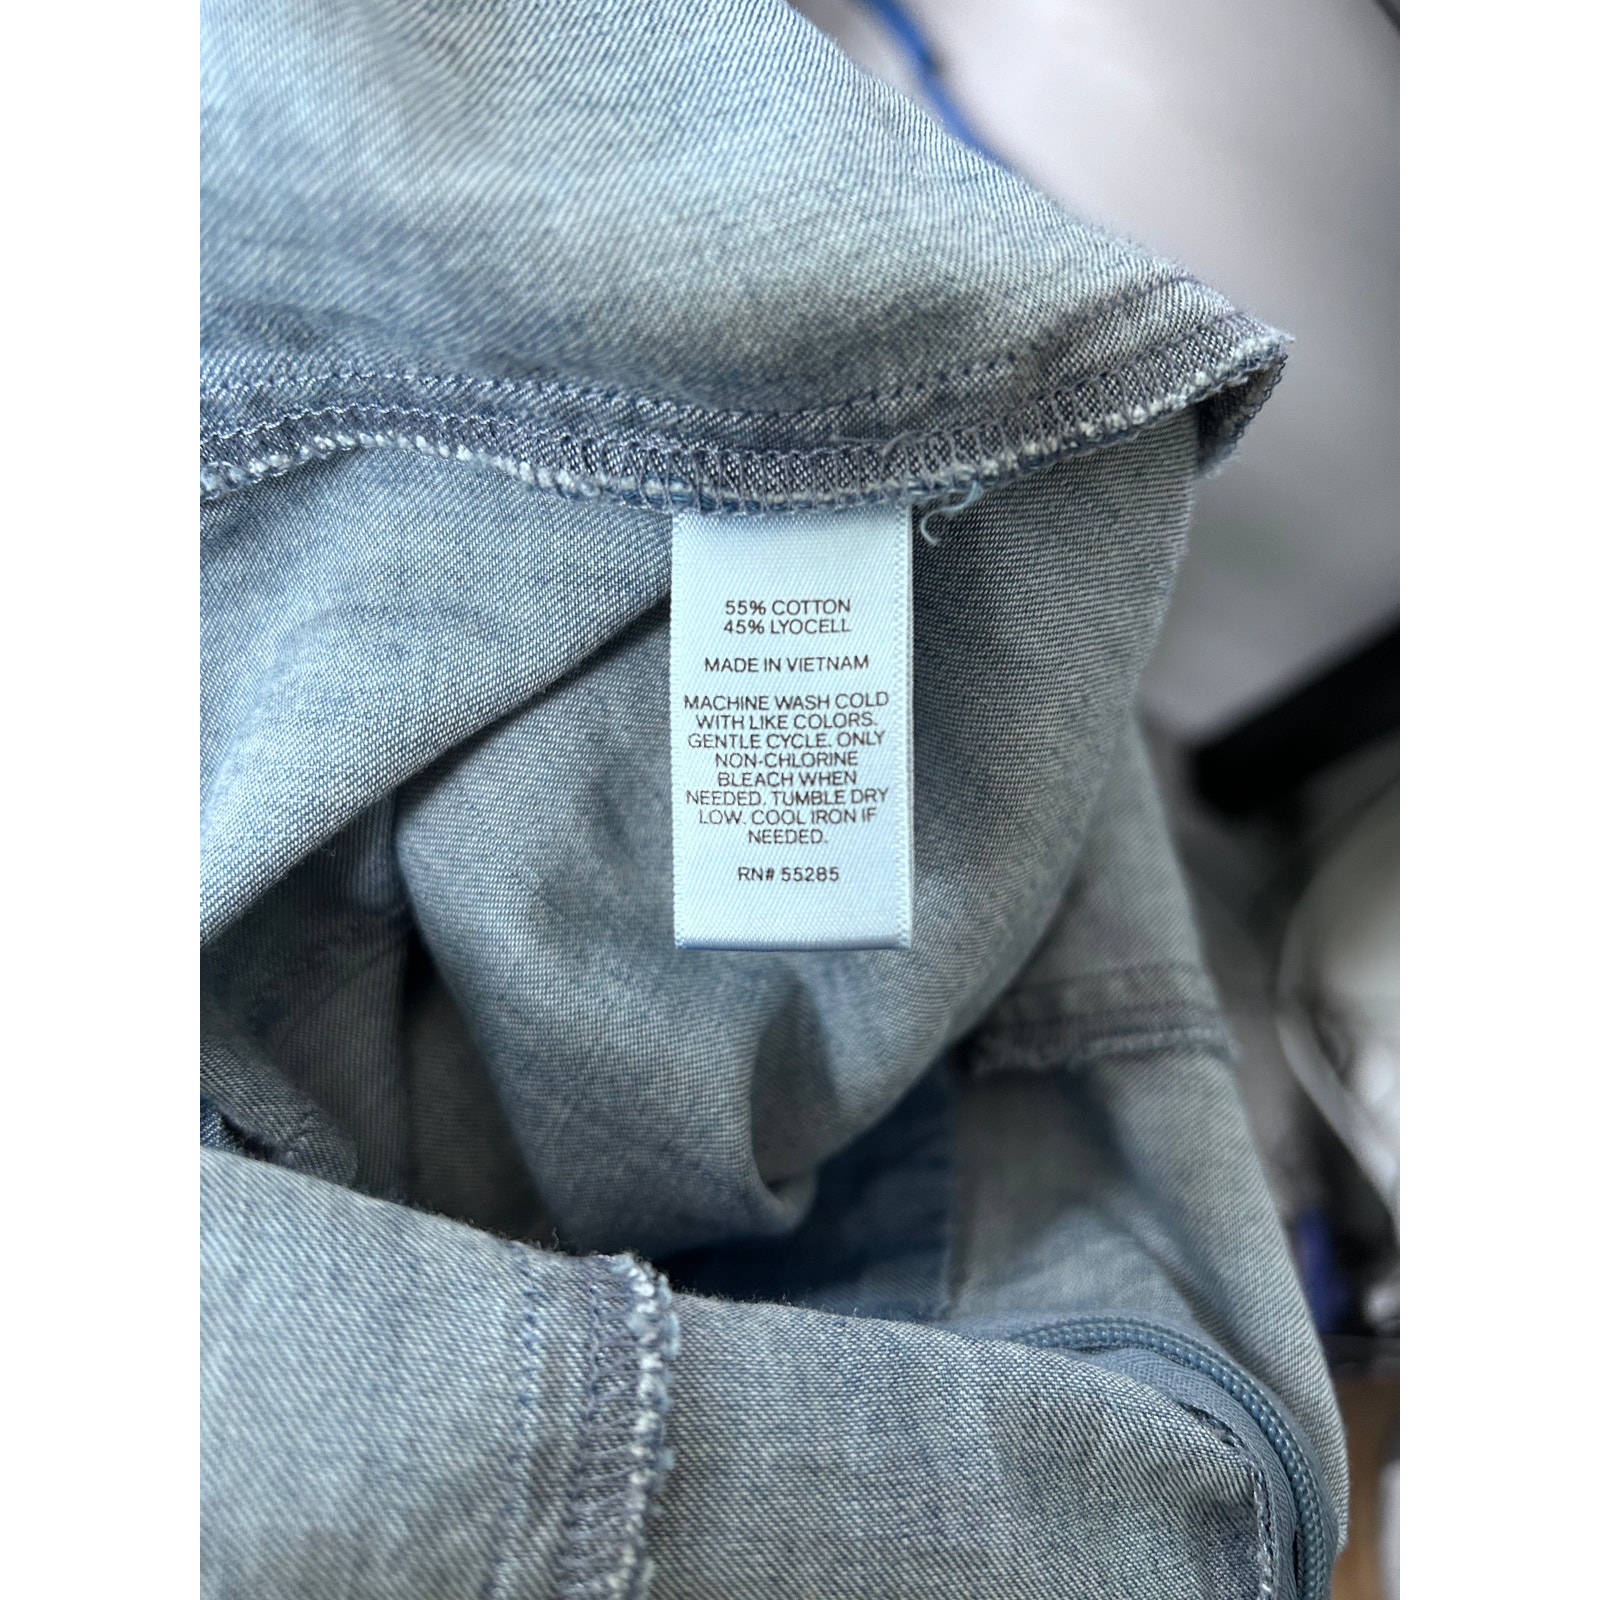 55% COTTON
45% LYOCELL
MADE IN VIETNAM
MACHINE WASH COLD
WITH LIKE COLORS.
GENTLE CYCLE. ONLY
NON-CHLORINE
BLEACH WHEN
NEEDED. TUMBLE DRY
LOW. COOL IRON IF
NEEDED.
RN# 55285